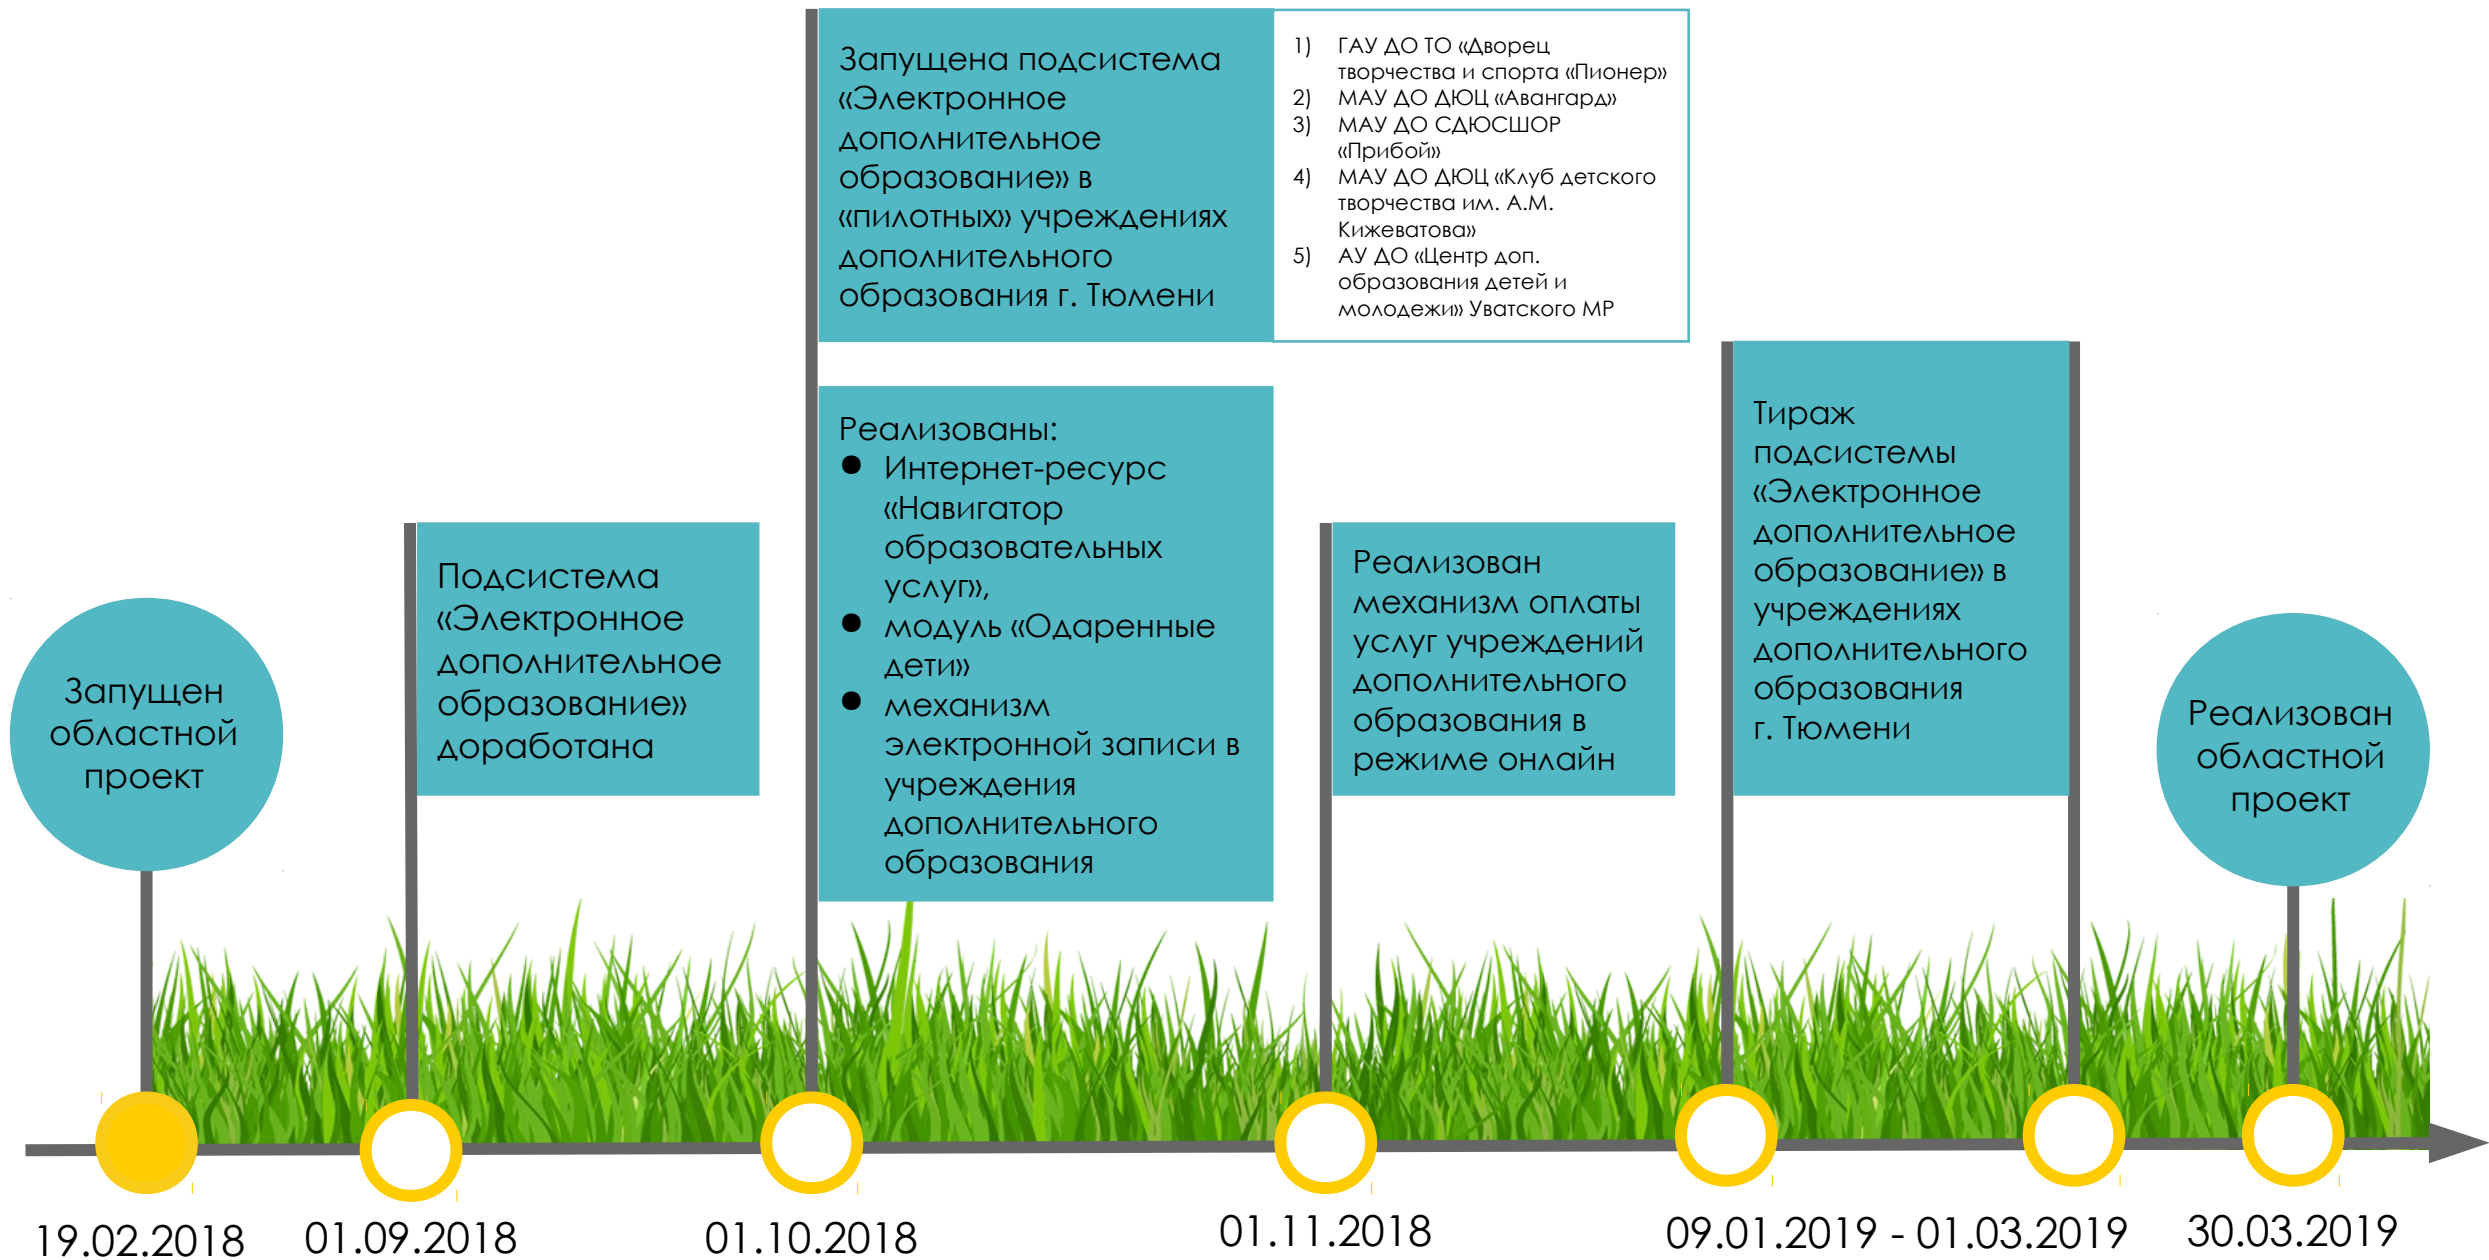 Запущен
областной
проект
Подсистема
«Электронное
дополнительное
образование»
доработана
Запущена подсистема
«Электронное
дополнительное
образование» в
«пилотных» учреждениях
дополнительного
образования г. Тюмени
1) ГАУ ДО ТО «Дворец
творчества и спорта «Пионер»
2) МАУ ДО ДЮЦ «Авангард»
3) МАУ ДО СДЮСШОР
«Прибой»
4) МАУ ДО ДЮЦ «Клуб детского
творчества им. А.М.
Кижеватова»
5) АУ ДО «Центр доп.
образования детей и
молодежи» Уватского МР
Реализованы:
● Интернет-ресурс
«Навигатор
образовательных
услуг»,
● модуль «Одаренные
дети»
● механизм
электронной записи в
учреждения
дополнительного
образования
Реализован
механизм оплаты
услуг учреждений
дополнительного
образования в
режиме онлайн
Тираж
подсистемы
«Электронное
дополнительное
образование» в
учреждениях
дополнительного
образования
г. Тюмени
Реализован
областной
проект
19.02.2018
01.09.2018
01.10.2018
01.11.2018
09.01.2019 - 01.03.2019
30.03.2019